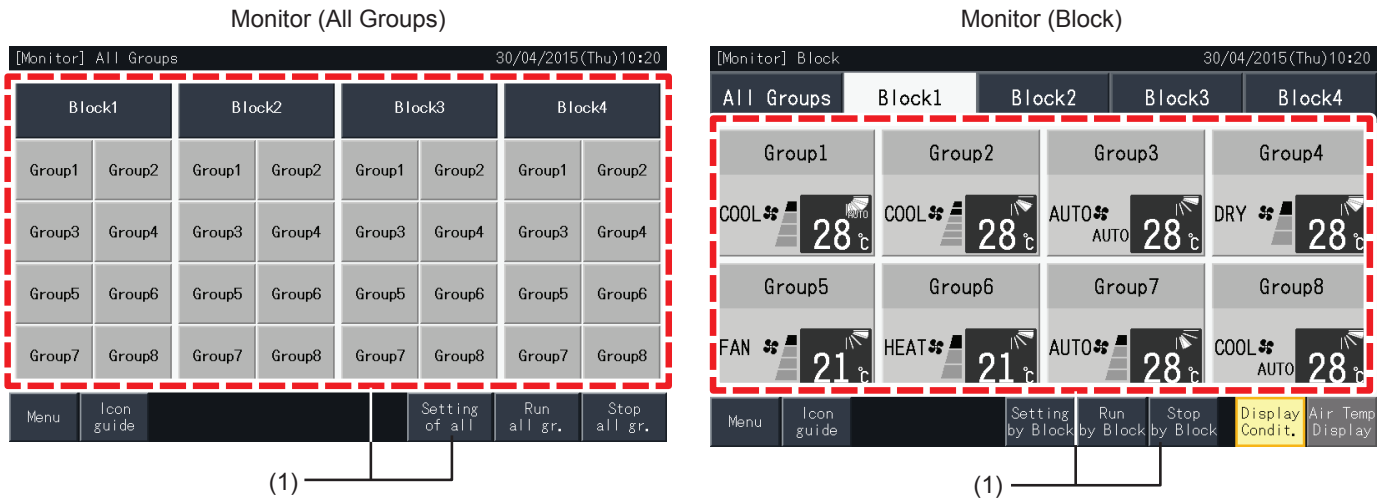 Monitor (All Groups)
[Monitor] All Groups 30/04/2015(Thu)10:20
Block1 Block2 Block3 Block4
Group1 Group2 Group1 Group2 Group1 Group2 Group1 Group2
Group3 Group4 Group3 Group4 Group3 Group4 Group3 Group4
Group5 Group6 Group5 Group6 Group5 Group6 Group5 Group6
Group7 Group8 Group7 Group8 Group7 Group8 Group7 Group8
Menu Icon guide Setting of all Run all gr. Stop all gr.
(1)
Monitor (Block)
[Monitor] Block 30/04/2015(Thu)10:20
All Groups Block1 Block2 Block3 Block4
Group1 Group2 Group3 Group4
COOL AUTO 28℃ COOL 28℃ AUTO AUTO 28℃ DRY 28℃
Group5 Group6 Group7 Group8
FAN 21℃ HEAT 21℃ AUTO 28℃ COOL AUTO 28℃
Menu Icon guide Setting by Block Run by Block Stop by Block Display Condit. Air Temp Display
(1)